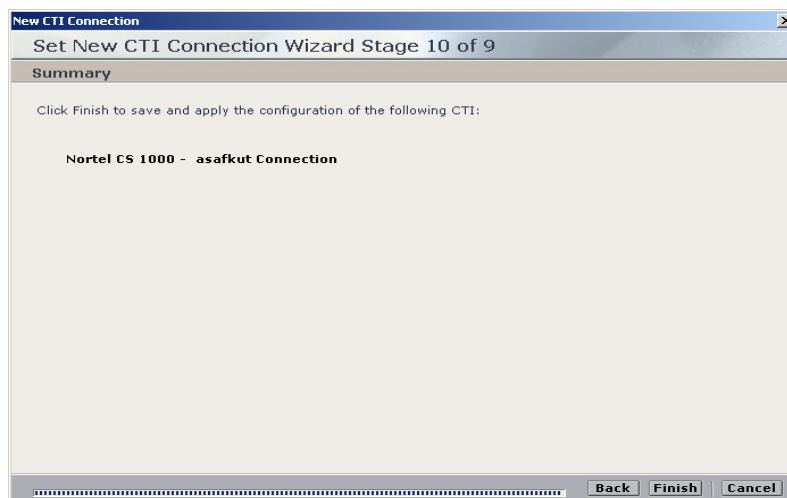 New CTI Connection
Set New CTI Connection Wizard Stage 10 of 9
Summary
Click Finish to save and apply the configuration of the following CTI:
Nortel CS 1000 - asafkut Connection
Back Finish Cancel